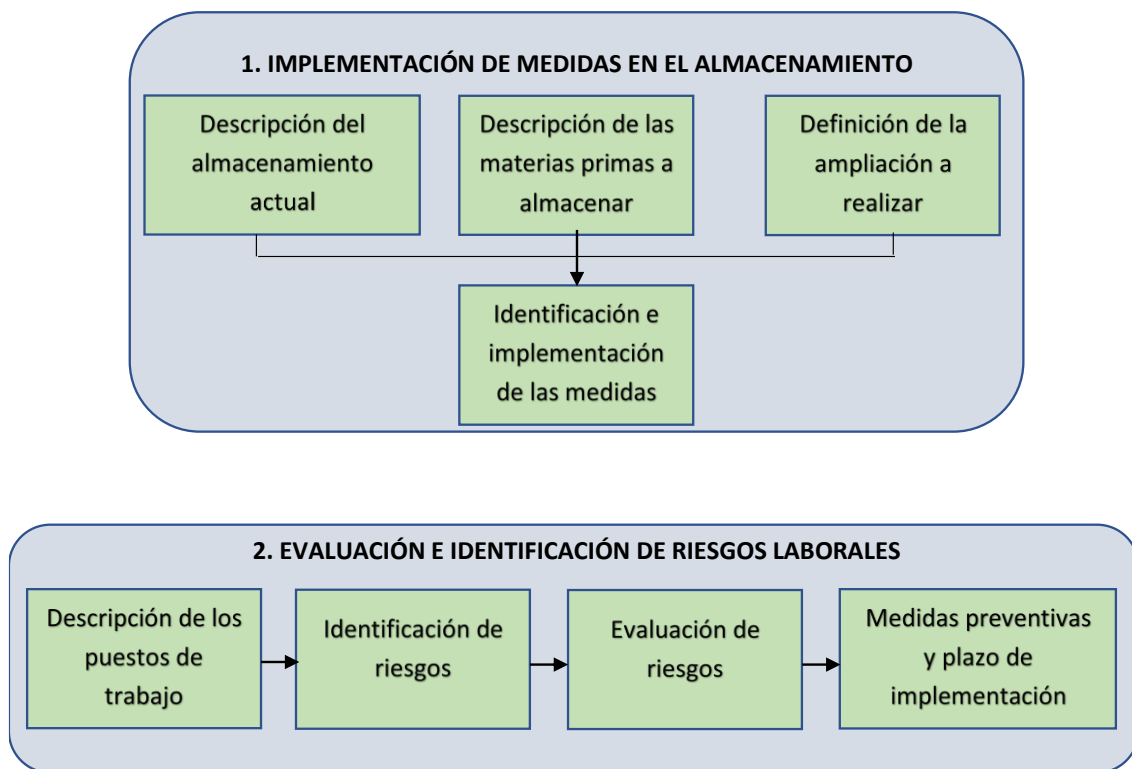 1. IMPLEMENTACIÓN DE MEDIDAS EN EL ALMACENAMIENTO
Descripción del
almacenamiento
actual
Descripción de las
materias primas a
almacenar
Definición de la
ampliación a
realizar
Identificación e
implementación
de las medidas
2. EVALUACIÓN E IDENTIFICACIÓN DE RIESGOS LABORALES
Descripción de los
puestos de
trabajo
Identificación de
riesgos
Evaluación de
riesgos
Medidas preventivas
y plazo de
implementación